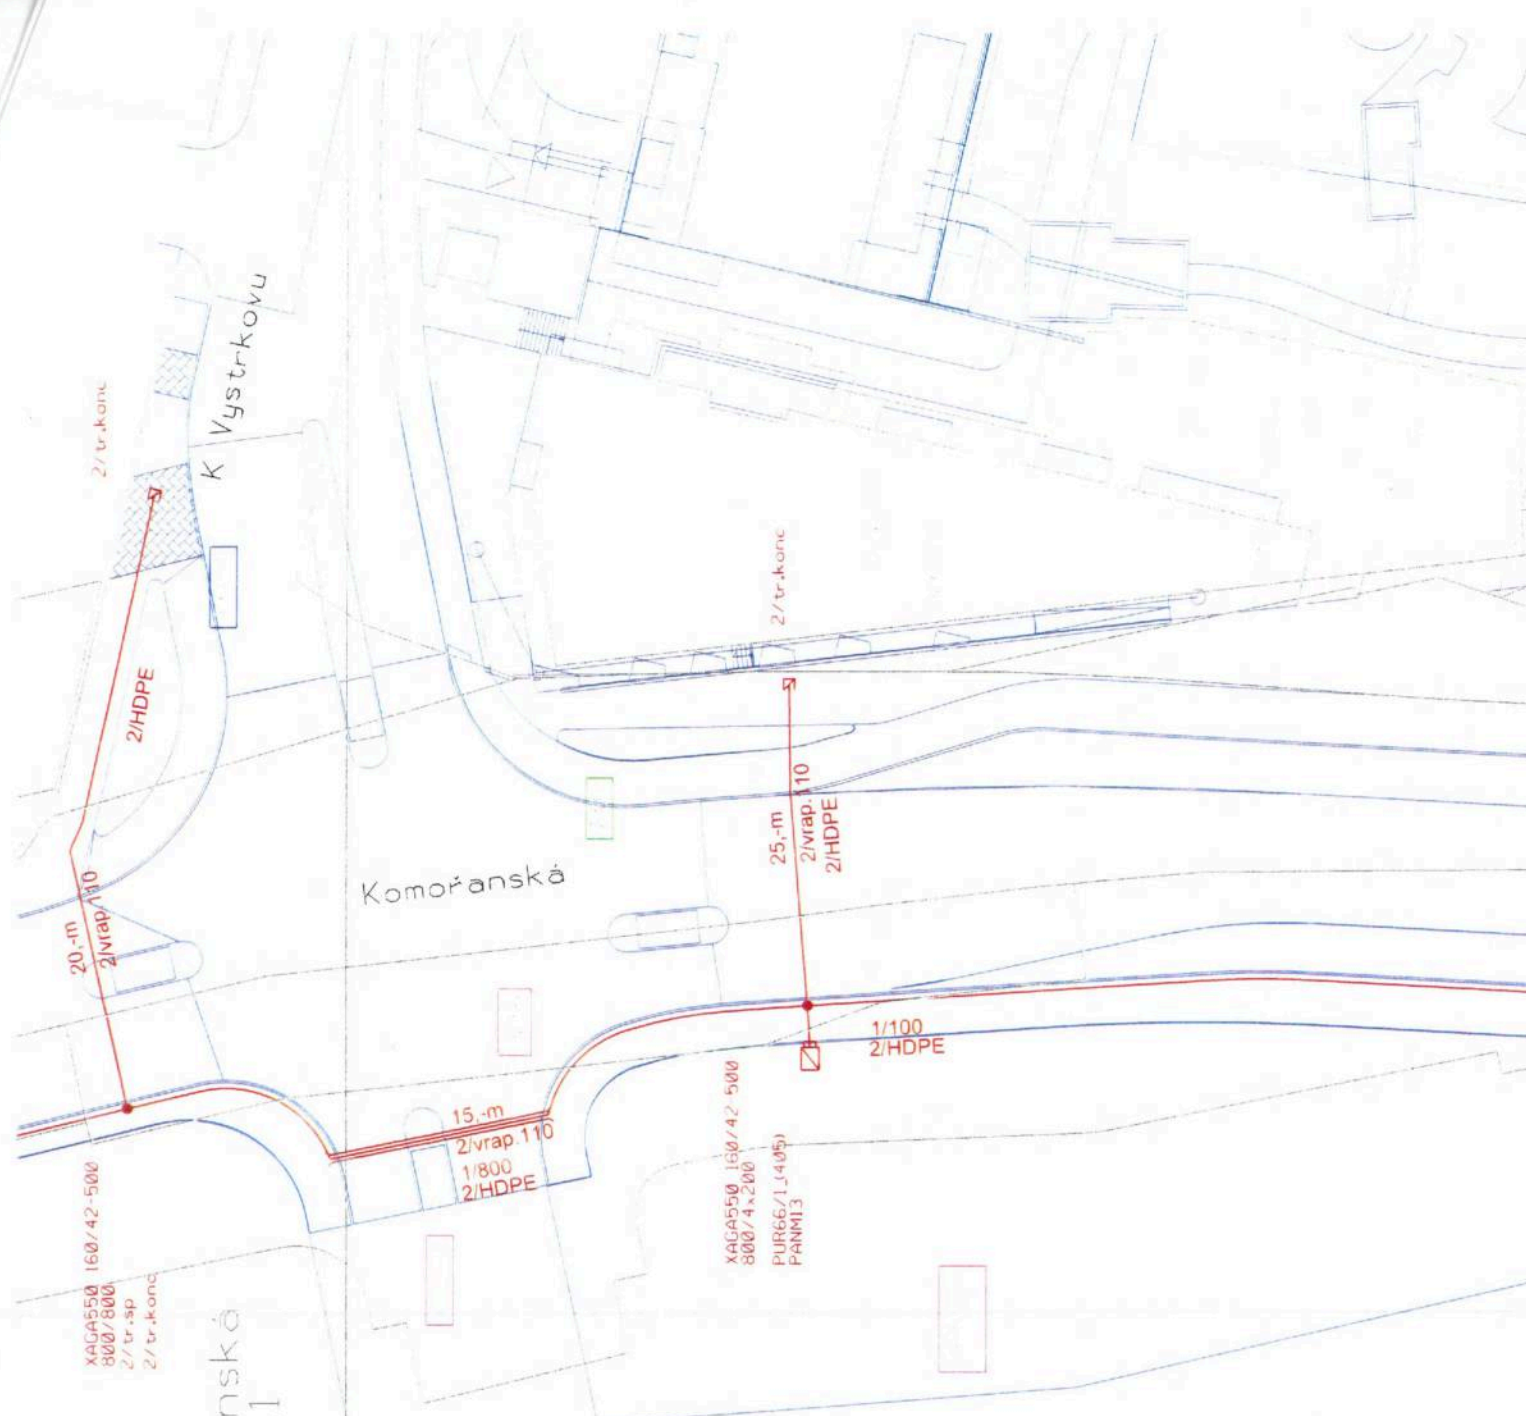 2/tr.konc
K Vystrkovu
2/HDPE
2/tr.konc
25,-m
2/vrap.110
2/HDPE
20,-m
2/vrap.110
Komořanská
1/100
2/HDPE
15,-m
2/vrap.110
1/800
2/HDPE
XAGA550 160/42-500
800/800
2/tr.sp
2/tr.konc
XAGA550 160/42-500
800/4x200
PUR66/1(405)
PANM13
nská
1